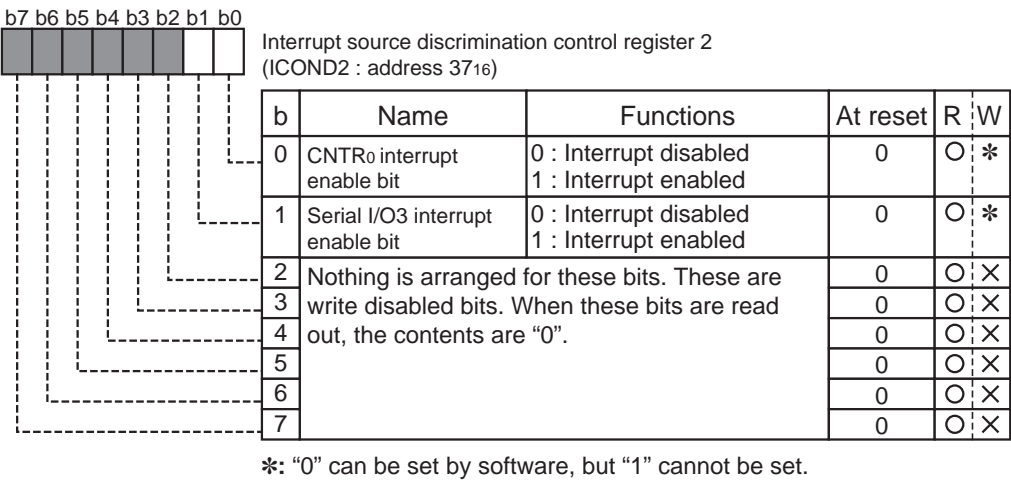 b7 b6 b5 b4 b3 b2 b1 b0
Interrupt source discrimination control register 2
(ICOND2 : address 3716)
b Name Functions At reset R W
0 CNTR0 interrupt enable bit
0 : Interrupt disabled
1 : Interrupt enabled
0 O ✻
1 Serial I/O3 interrupt enable bit
0 : Interrupt disabled
1 : Interrupt enabled
0 O ✻
2 Nothing is arranged for these bits. These are
write disabled bits. When these bits are read
out, the contents are “0”.
0 O ×
3 0 O ×
4 0 O ×
5 0 O ×
6 0 O ×
7 0 O ×
✻: “0” can be set by software, but “1” cannot be set.